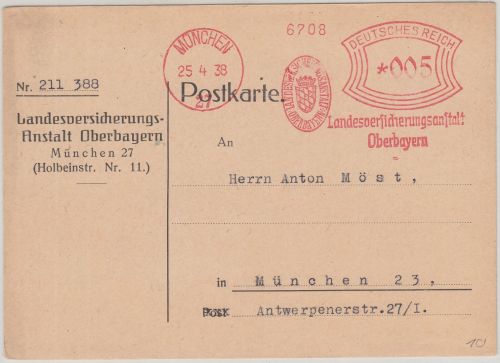 6708
MÜNCHEN
25.4.38
27
DEUTSCHES REICH
*005
Landesversicherungsanstalt
Oberbayern
Nr. 211 388
Postkarte
Landesversicherungs-
Anstalt Oberbayern
München 27
(Holbeinstr. Nr. 11.)
An
Herrn Anton Möst,
in München 23,
Antwerpenerstr.27/I.